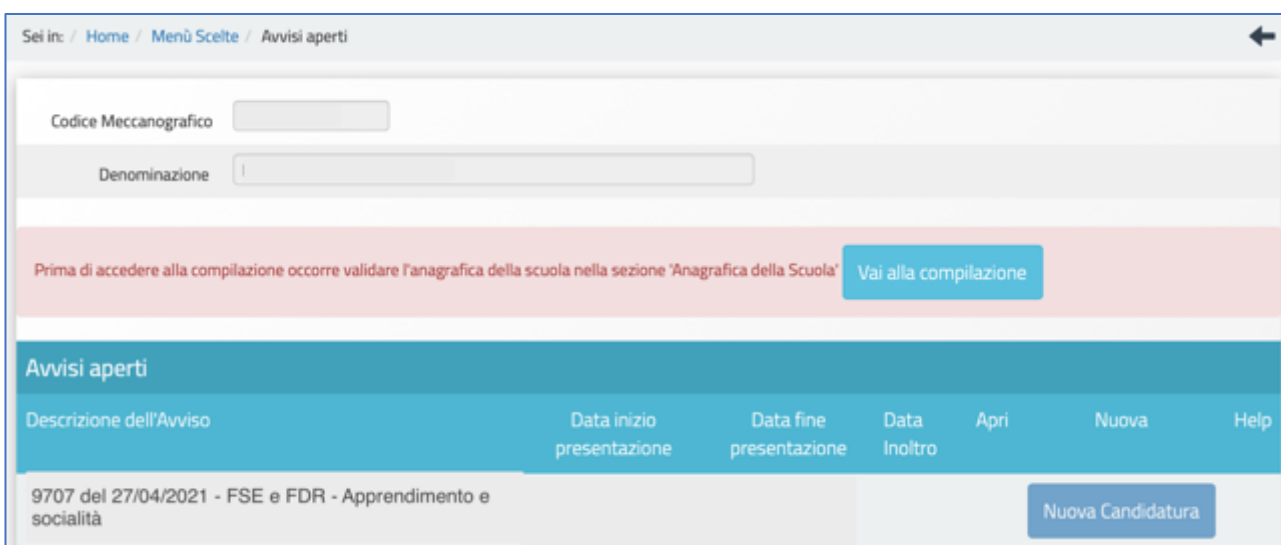 Sei in: / Home / Menù Scelte / Avvisi aperti
Codice Meccanografico
Denominazione
Prima di accedere alla compilazione occorre validare l'anagrafica della scuola nella sezione 'Anagrafica della Scuola' Vai alla compilazione
Avvisi aperti
Descrizione dell'Avviso Data inizio presentazione Data fine presentazione Data Inoltro Apri Nuova Help
9707 del 27/04/2021 - FSE e FDR - Apprendimento e
socialità
Nuova Candidatura